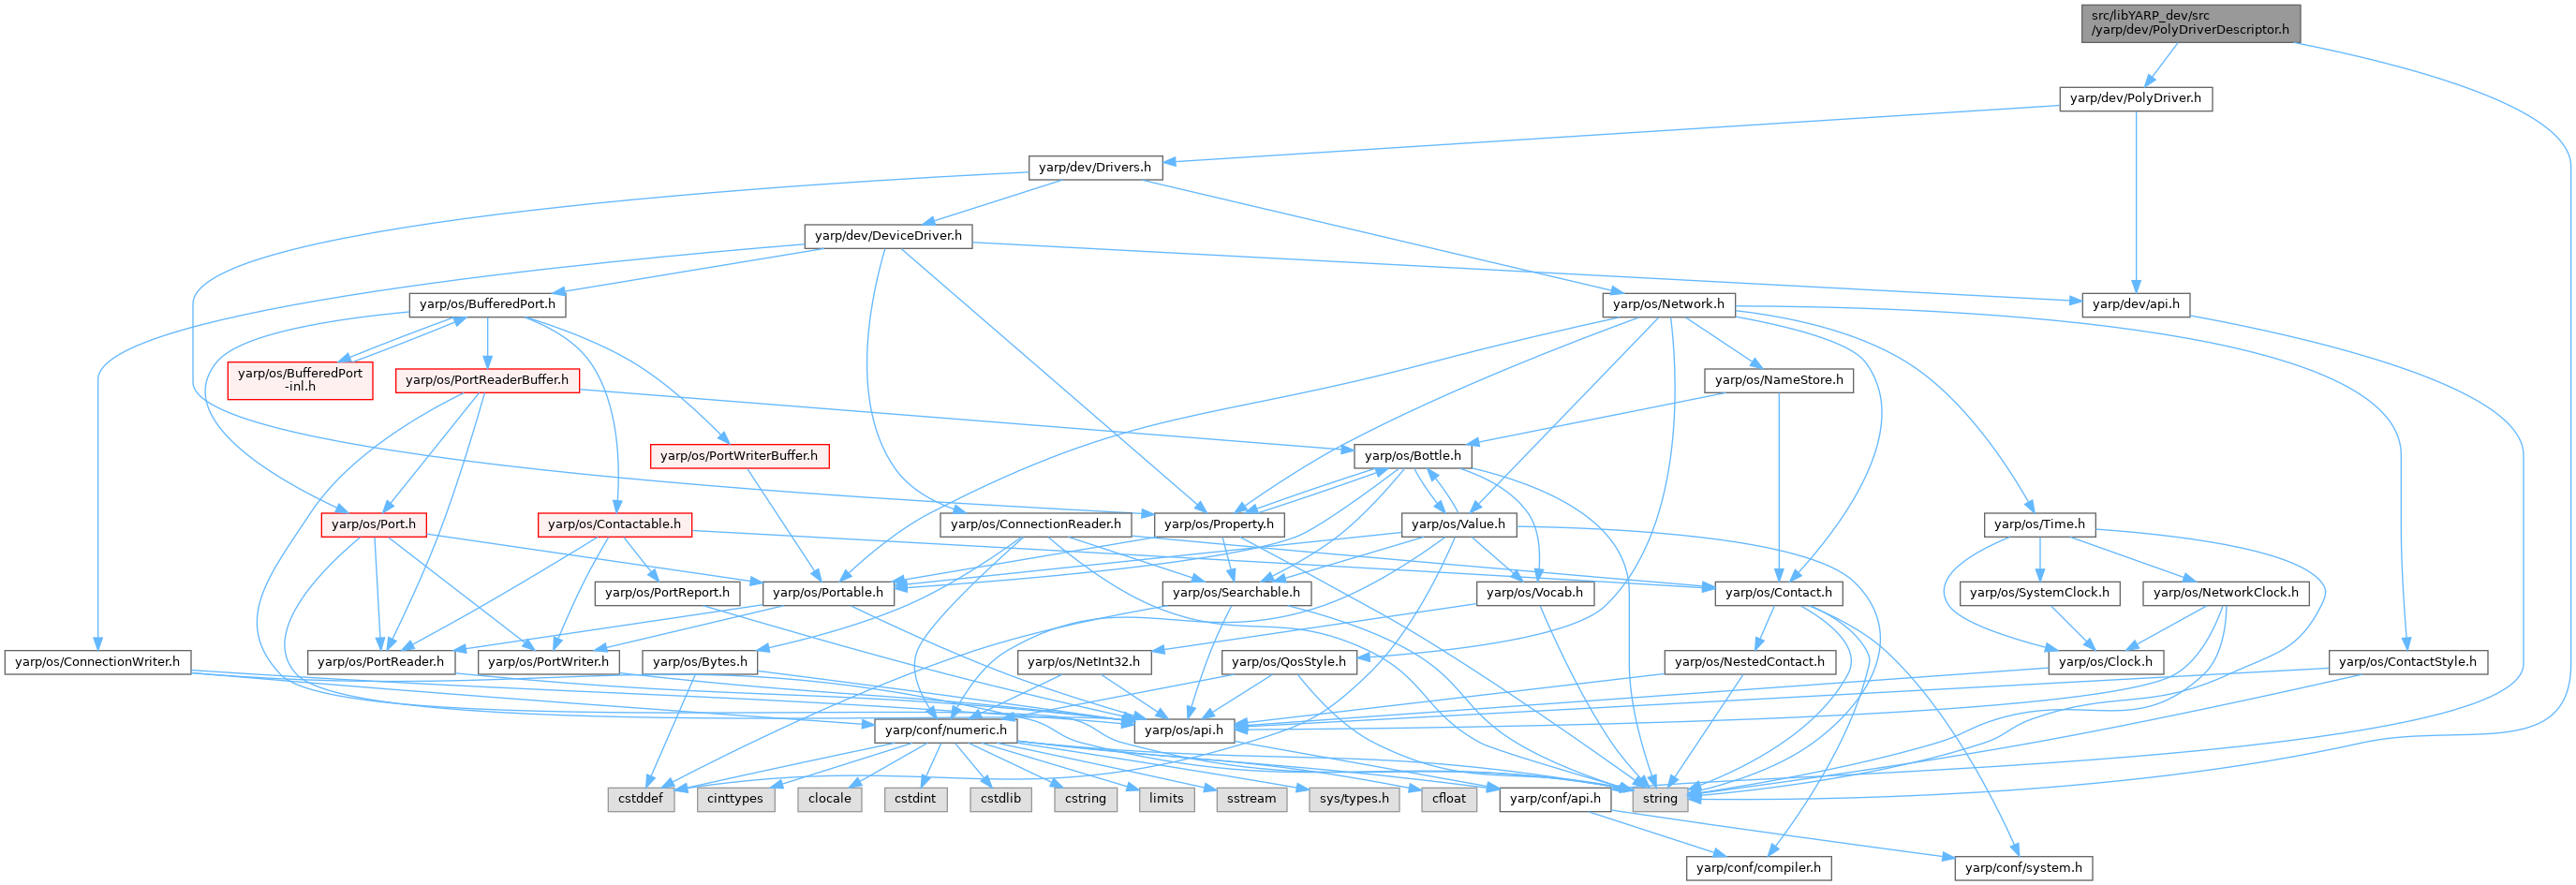 src/libYARP_dev/src
/yarp/dev/PolyDriverDescriptor.h
yarp/dev/PolyDriver.h
yarp/dev/Drivers.h
yarp/dev/DeviceDriver.h
yarp/os/BufferedPort.h
yarp/os/Network.h
yarp/dev/api.h
yarp/os/BufferedPort
-inl.h
yarp/os/PortReaderBuffer.h
yarp/os/NameStore.h
yarp/os/PortWriterBuffer.h
yarp/os/Bottle.h
yarp/os/Port.h
yarp/os/Contactable.h
yarp/os/ConnectionReader.h
yarp/os/Property.h
yarp/os/Value.h
yarp/os/Time.h
yarp/os/PortReport.h
yarp/os/Portable.h
yarp/os/Searchable.h
yarp/os/Vocab.h
yarp/os/Contact.h
yarp/os/SystemClock.h
yarp/os/NetworkClock.h
yarp/os/ConnectionWriter.h
yarp/os/PortReader.h
yarp/os/PortWriter.h
yarp/os/Bytes.h
yarp/os/NetInt32.h
yarp/os/QosStyle.h
yarp/os/NestedContact.h
yarp/os/Clock.h
yarp/os/ContactStyle.h
yarp/conf/numeric.h
yarp/os/api.h
cstddef
cinttypes
clocale
cstdint
cstdlib
cstring
limits
sstream
sys/types.h
cfloat
yarp/conf/api.h
string
yarp/conf/compiler.h
yarp/conf/system.h